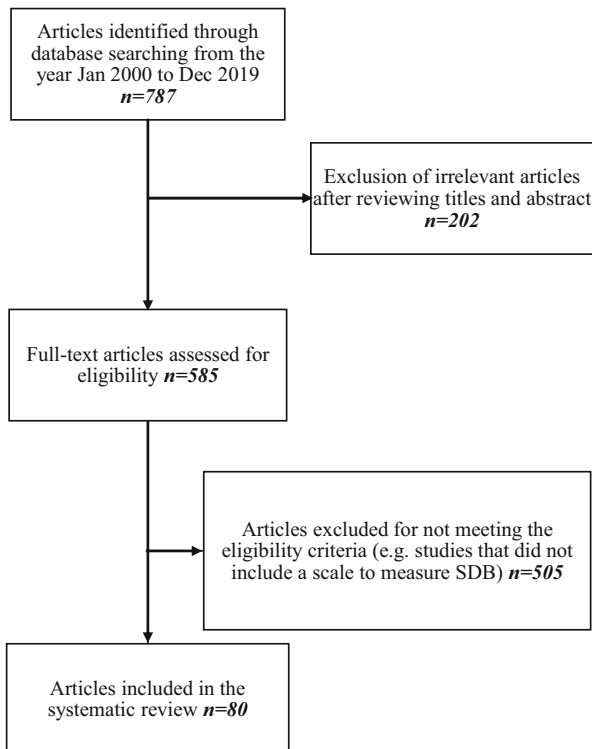 Articles identified through
database searching from the
year Jan 2000 to Dec 2019
n=787
Exclusion of irrelevant articles
after reviewing titles and abstract
n=202
Full-text articles assessed for
eligibility n=585
Articles excluded for not meeting the
eligibility criteria (e.g. studies that did not
include a scale to measure SDB) n=505
Articles included in the
systematic review n=80